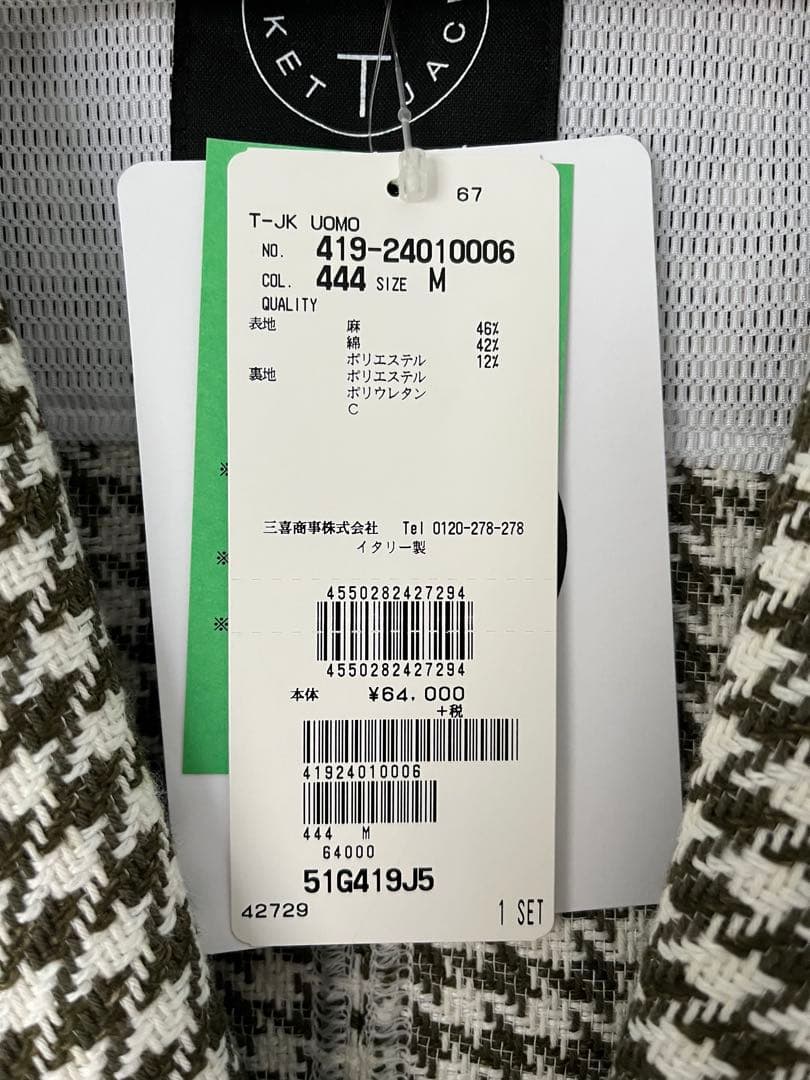 KET
T
JAC
67
T-JK UOMO
NO. 419-24010006
COL. 444 SIZE M
QUALITY
表地 麻 46%
綿 42%
ポリエステル 12%
裏地 ポリエステル
ポリウレタン
C
※
三喜商事株式会社 Tel 0120-278-278
イタリー製
※
4550282427294
※
4550282427294
本体 ¥64,000
+税
41924010006
444 M
64000
51G419J5
42729 1 SET